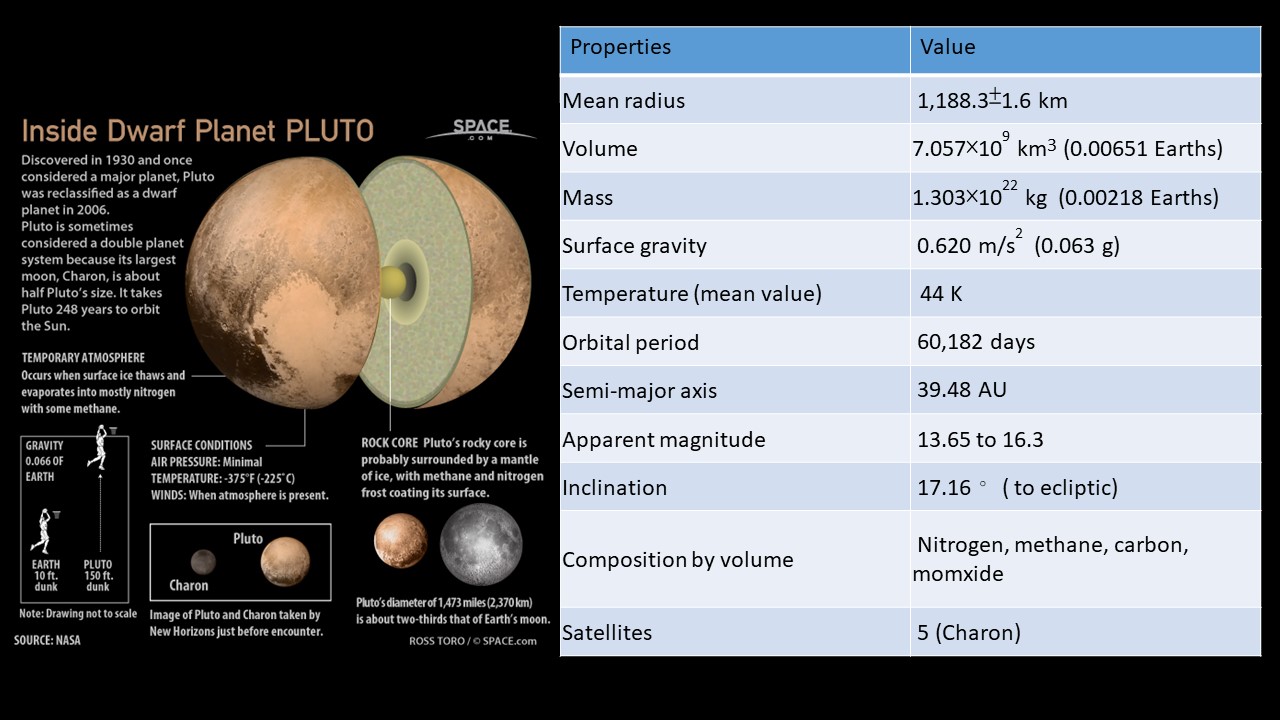 Inside Dwarf Planet PLUTO
SPACE
.COM
Discovered in 1930 and once
considered a major planet, Pluto
was reclassified as a dwarf
planet in 2006.
Pluto is sometimes
considered a double planet
system because its largest
moon, Charon, is about
half Pluto's size. It takes
Pluto 248 years to orbit
the Sun.
TEMPORARY ATMOSPHERE
Occurs when surface ice thaws and
evaporates into mostly nitrogen
with some methane.
GRAVITY
0.066 OF
EARTH
EARTH
10 ft.
dunk
PLUTO
150 ft.
dunk
Note: Drawing not to scale
SOURCE: NASA
SURFACE CONDITIONS
AIR PRESSURE: Minimal
TEMPERATURE: -375°F (-225°C)
WINDS: When atmosphere is present.
Pluto
Charon
Image of Pluto and Charon taken by
New Horizons just before encounter.
ROCK CORE Pluto's rocky core is
probably surrounded by a mantle
of ice, with methane and nitrogen
frost coating its surface.
Pluto's diameter of 1,473 miles (2,370 km)
is about two-thirds that of Earth's moon.
ROSS TORO / © SPACE.com
Properties Value
Mean radius 1,188.3±1.6 km
Volume 7.057×10⁹ km³ (0.00651 Earths)
Mass 1.303×10²² kg (0.00218 Earths)
Surface gravity 0.620 m/s² (0.063 g)
Temperature (mean value) 44 K
Orbital period 60,182 days
Semi-major axis 39.48 AU
Apparent magnitude 13.65 to 16.3
Inclination 17.16 ° ( to ecliptic)
Composition by volume Nitrogen, methane, carbon,
momxide
Satellites 5 (Charon)